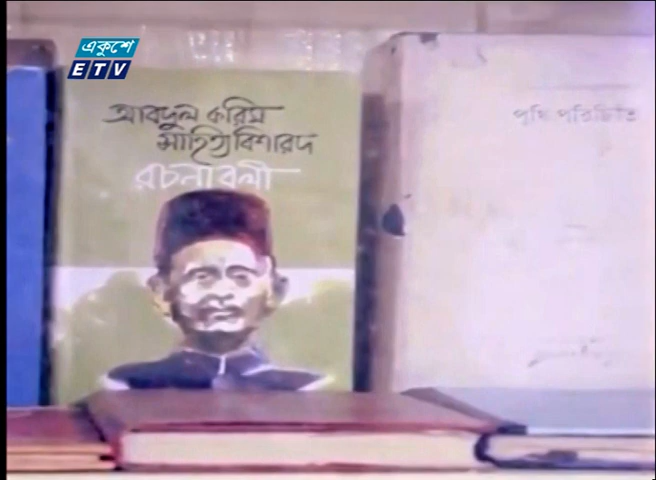 একুশে
ETV
আবদুল করিম
সাহিত্যবিশারদ
রচনাবলী
পুথি পরিচিতি